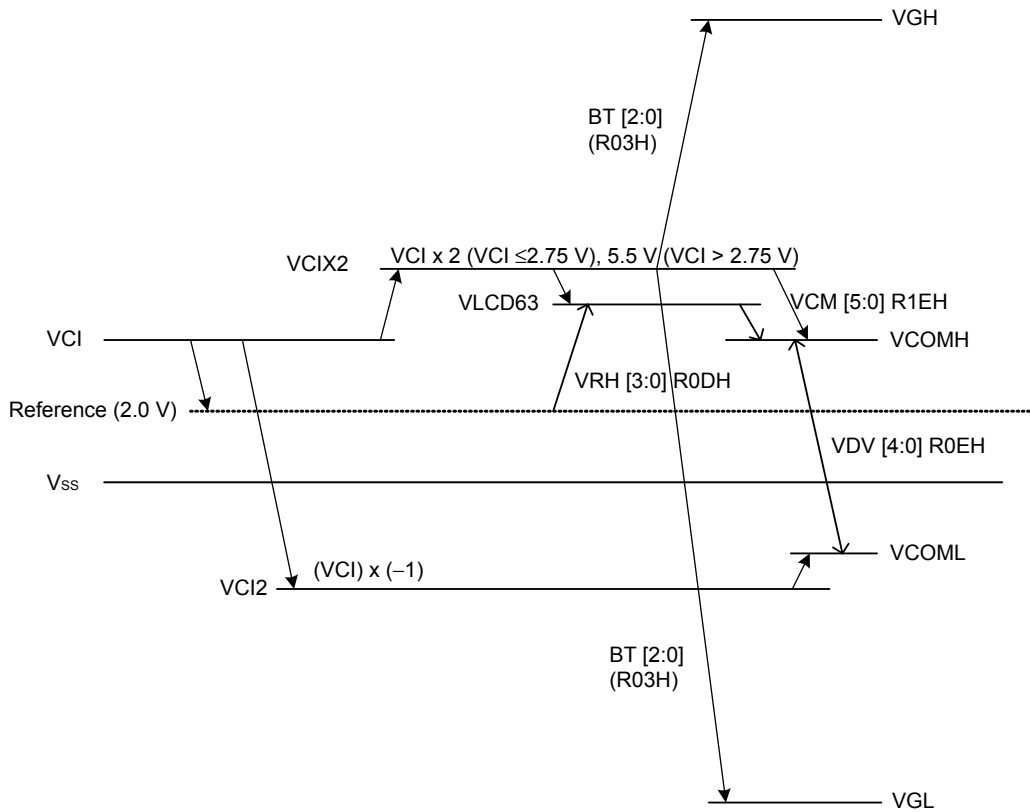 VGH
BT [2:0]
(R03H)
VCI x 2 (VCI ≤2.75 V), 5.5 V (VCI > 2.75 V)
VCIX2
VLCD63
VCM [5:0] R1EH
VCI
VCOMH
VRH [3:0] R0DH
Reference (2.0 V)
VDV [4:0] R0EH
VSS
VCOML
(VCI) x (−1)
VCI2
BT [2:0]
(R03H)
VGL